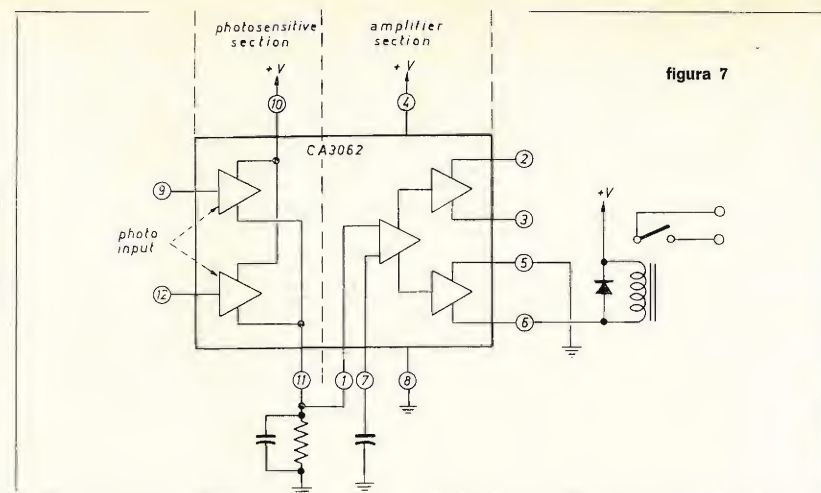 photosensitive
section
amplifier
section
figura 7
+V
+V
10
4
CA3062
9
2
3
photo
input
+V
5
12
6
11
1
7
8